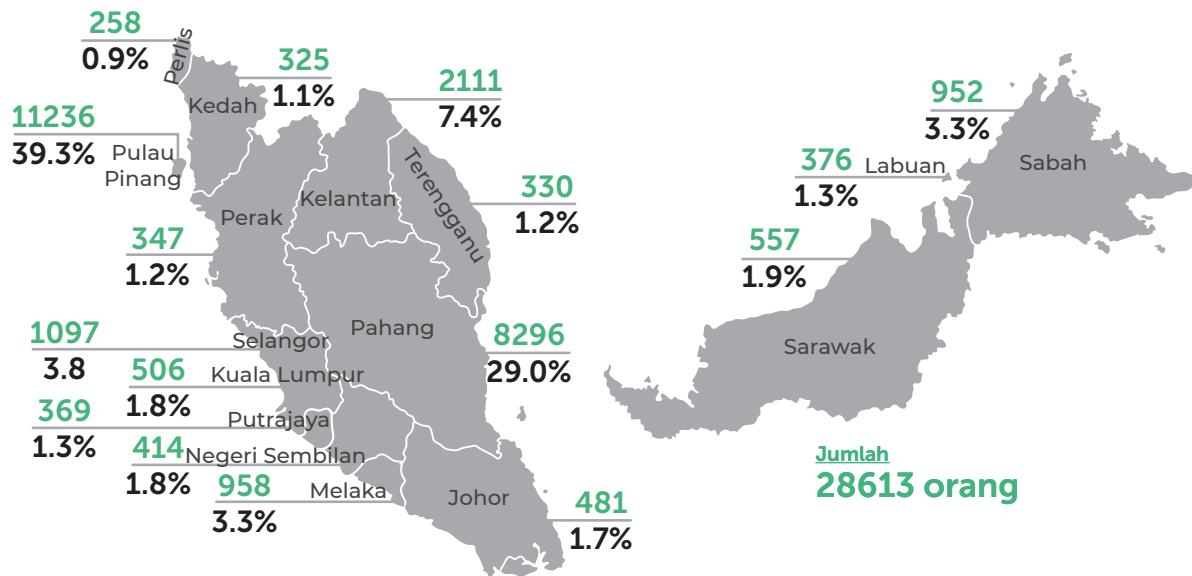 258
0.9%
Perlis
325
1.1%
Kedah
2111
7.4%
11236
39.3%
Pulau
Pinang
Terengganu
330
1.2%
Kelantan
Perak
347
1.2%
Pahang
8296
29.0%
1097
3.8
Selangor
506
1.8%
Kuala Lumpur
369
1.3%
Putrajaya
414
1.8%
Negeri Sembilan
958
3.3%
Melaka
Johor
481
1.7%
952
3.3%
Sabah
376
1.3%
Labuan
557
1.9%
Sarawak
Jumlah
28613 orang